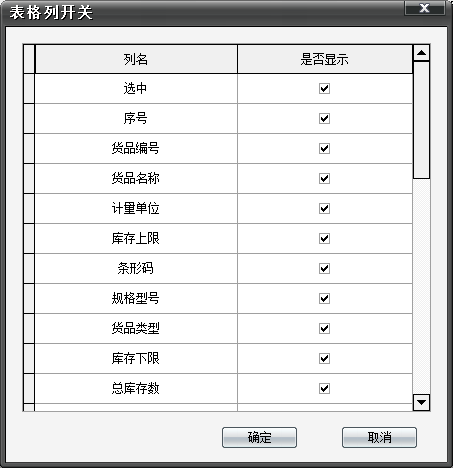 表格列开关
列名 是否显示
选中
序号
货品编号
货品名称
计量单位
库存上限
条形码
规格型号
货品类型
库存下限
总库存数
确定 取消